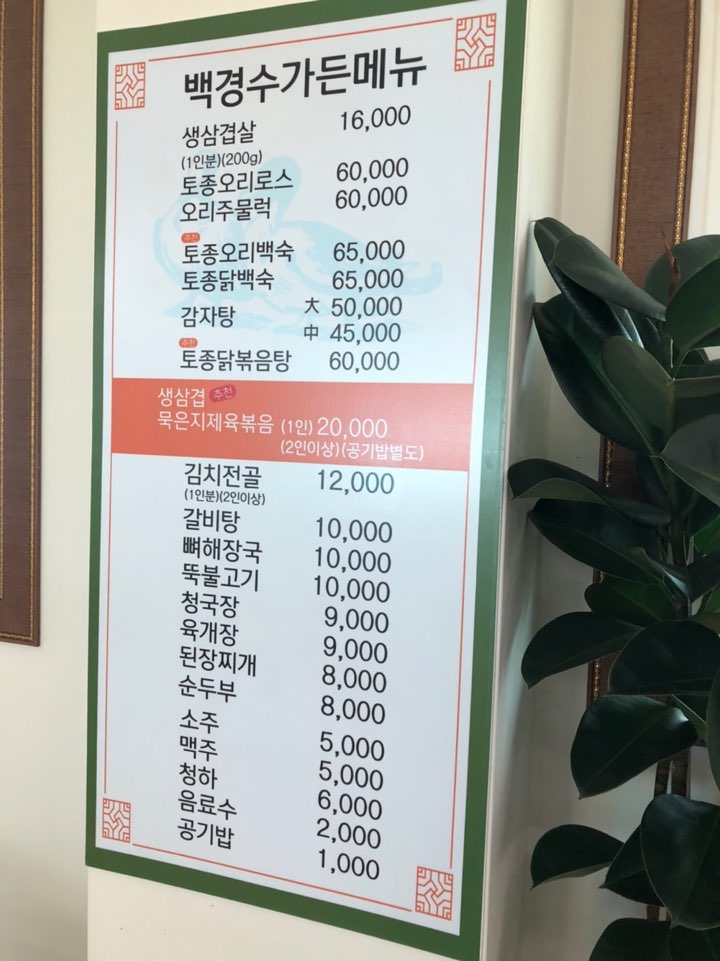 백경수가든메뉴
생삼겹살 16,000
(1인분)(200g)
토종오리로스 60,000
오리주물럭 60,000
추천
토종오리백숙 65,000
토종닭백숙 65,000
감자탕 大 50,000
中 45,000
추천
토종닭볶음탕 60,000
생삼겹 추천
묵은지제육볶음 (1인) 20,000
(2인이상)(공기밥별도)
김치전골 12,000
(1인분)(2인이상)
갈비탕 10,000
뼈해장국 10,000
뚝불고기 10,000
청국장 9,000
육개장 9,000
된장찌개 8,000
순두부 8,000
소주 5,000
맥주 5,000
청하 6,000
음료수 2,000
공기밥 1,000